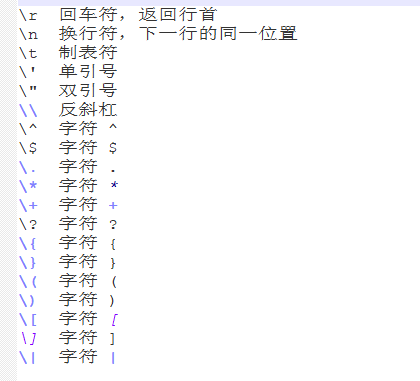 \r 回车符，返回行首
\n 换行符，下一行的同一位置
\t 制表符
\' 单引号
\" 双引号
\\ 反斜杠
\^ 字符 ^
\$ 字符 $
\. 字符 .
\* 字符 *
\+ 字符 +
\? 字符 ?
\{ 字符 {
\} 字符 }
\( 字符 (
\) 字符 )
\[ 字符 [
\] 字符 ]
\| 字符 |